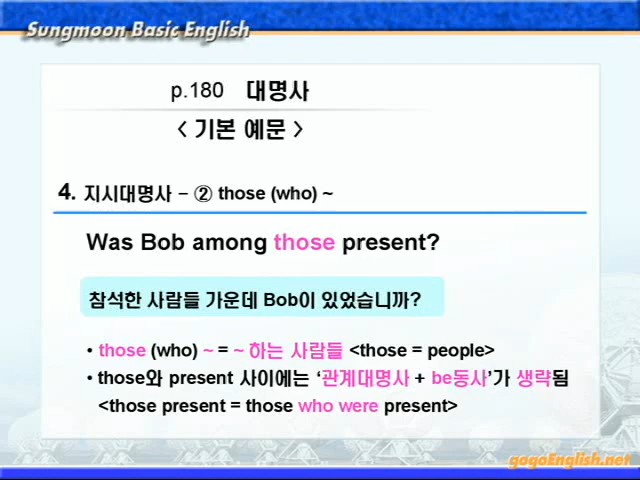 Sungmoon Basic English
p.180 대명사
< 기본 예문 >
4. 지시대명사 – ② those (who) ~
Was Bob among those present?
참석한 사람들 가운데 Bob이 있었습니까?
• those (who) ~ = ~ 하는 사람들 <those = people>
• those와 present 사이에는 ‘관계대명사 + be동사’가 생략됨
<those present = those who were present>
gogoEnglish.net